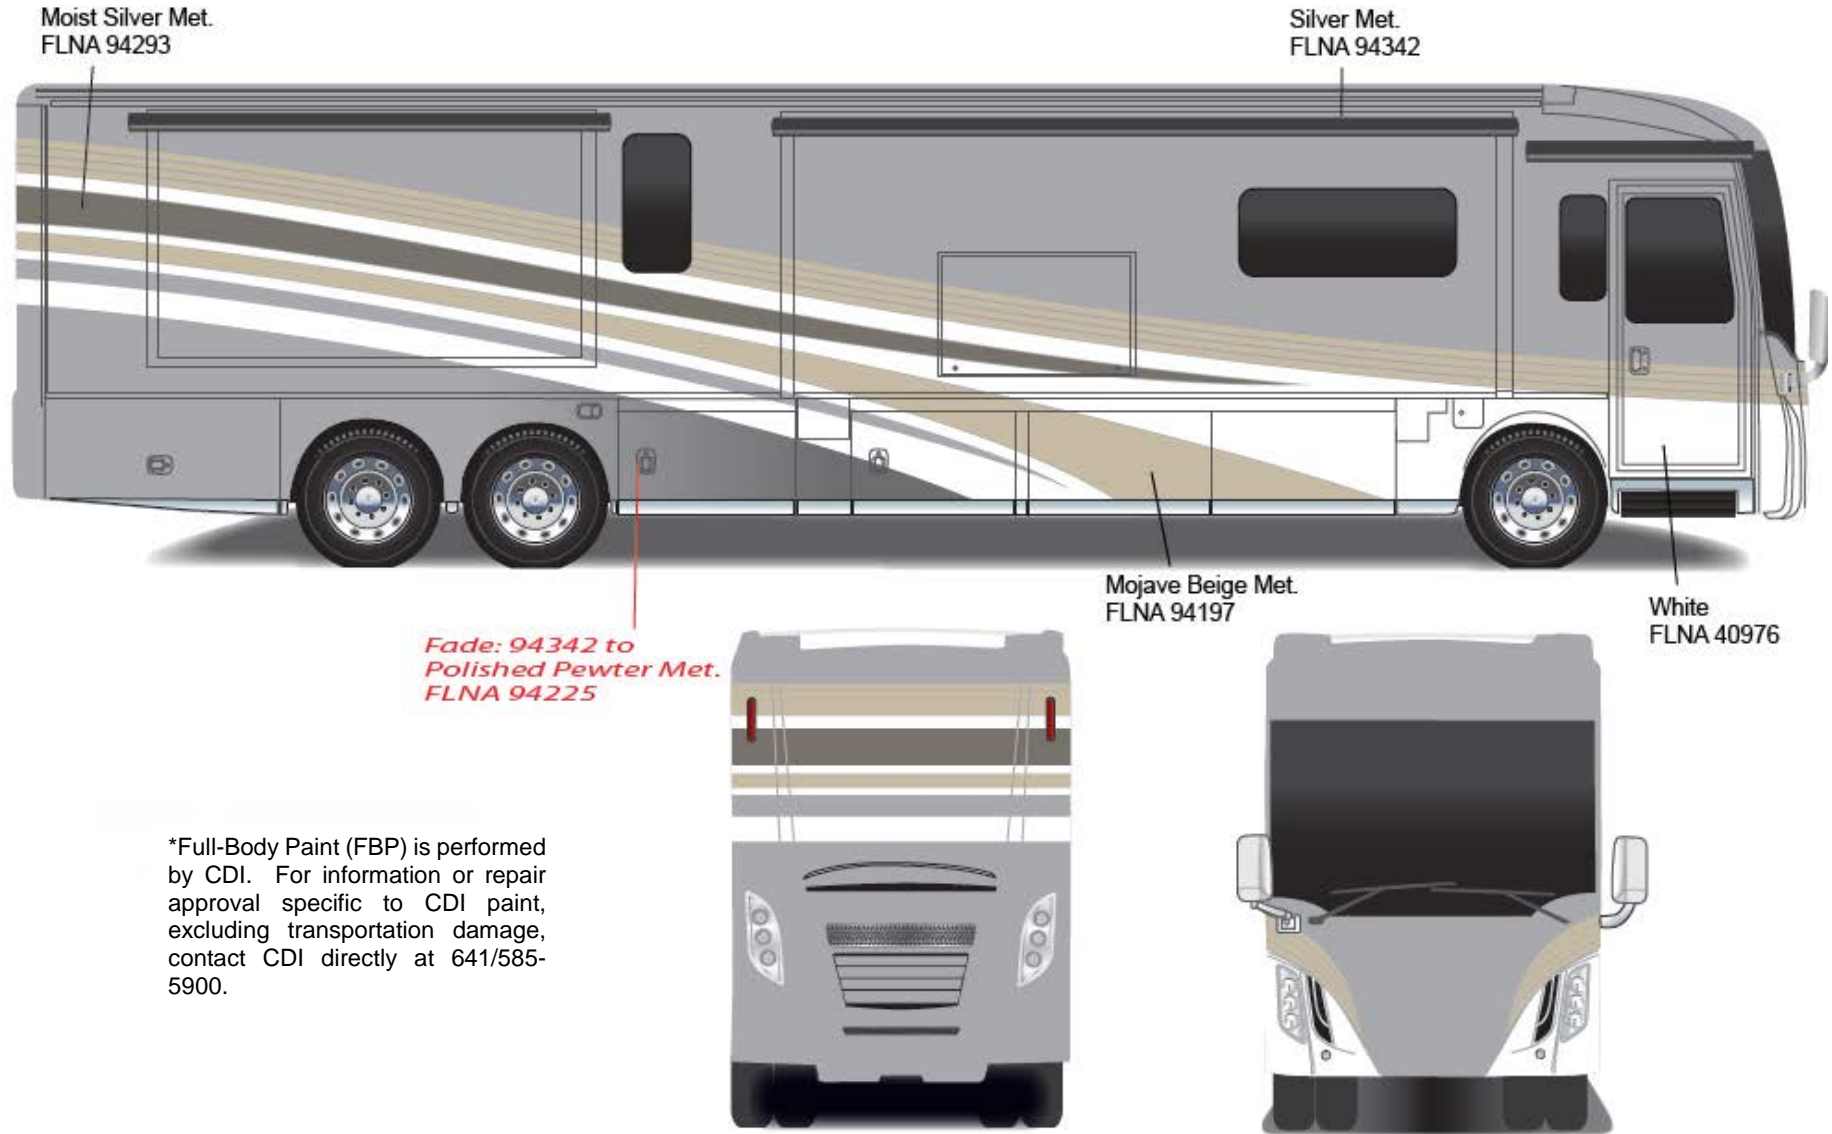 Moist Silver Met.
FLNA 94293
Silver Met.
FLNA 94342
Mojave Beige Met.
FLNA 94197
White
FLNA 40976
Fade: 94342 to
Polished Pewter Met.
FLNA 94225
*Full-Body Paint (FBP) is performed
by CDI. For information or repair
approval specific to CDI paint,
excluding transportation damage,
contact CDI directly at 641/585-
5900.